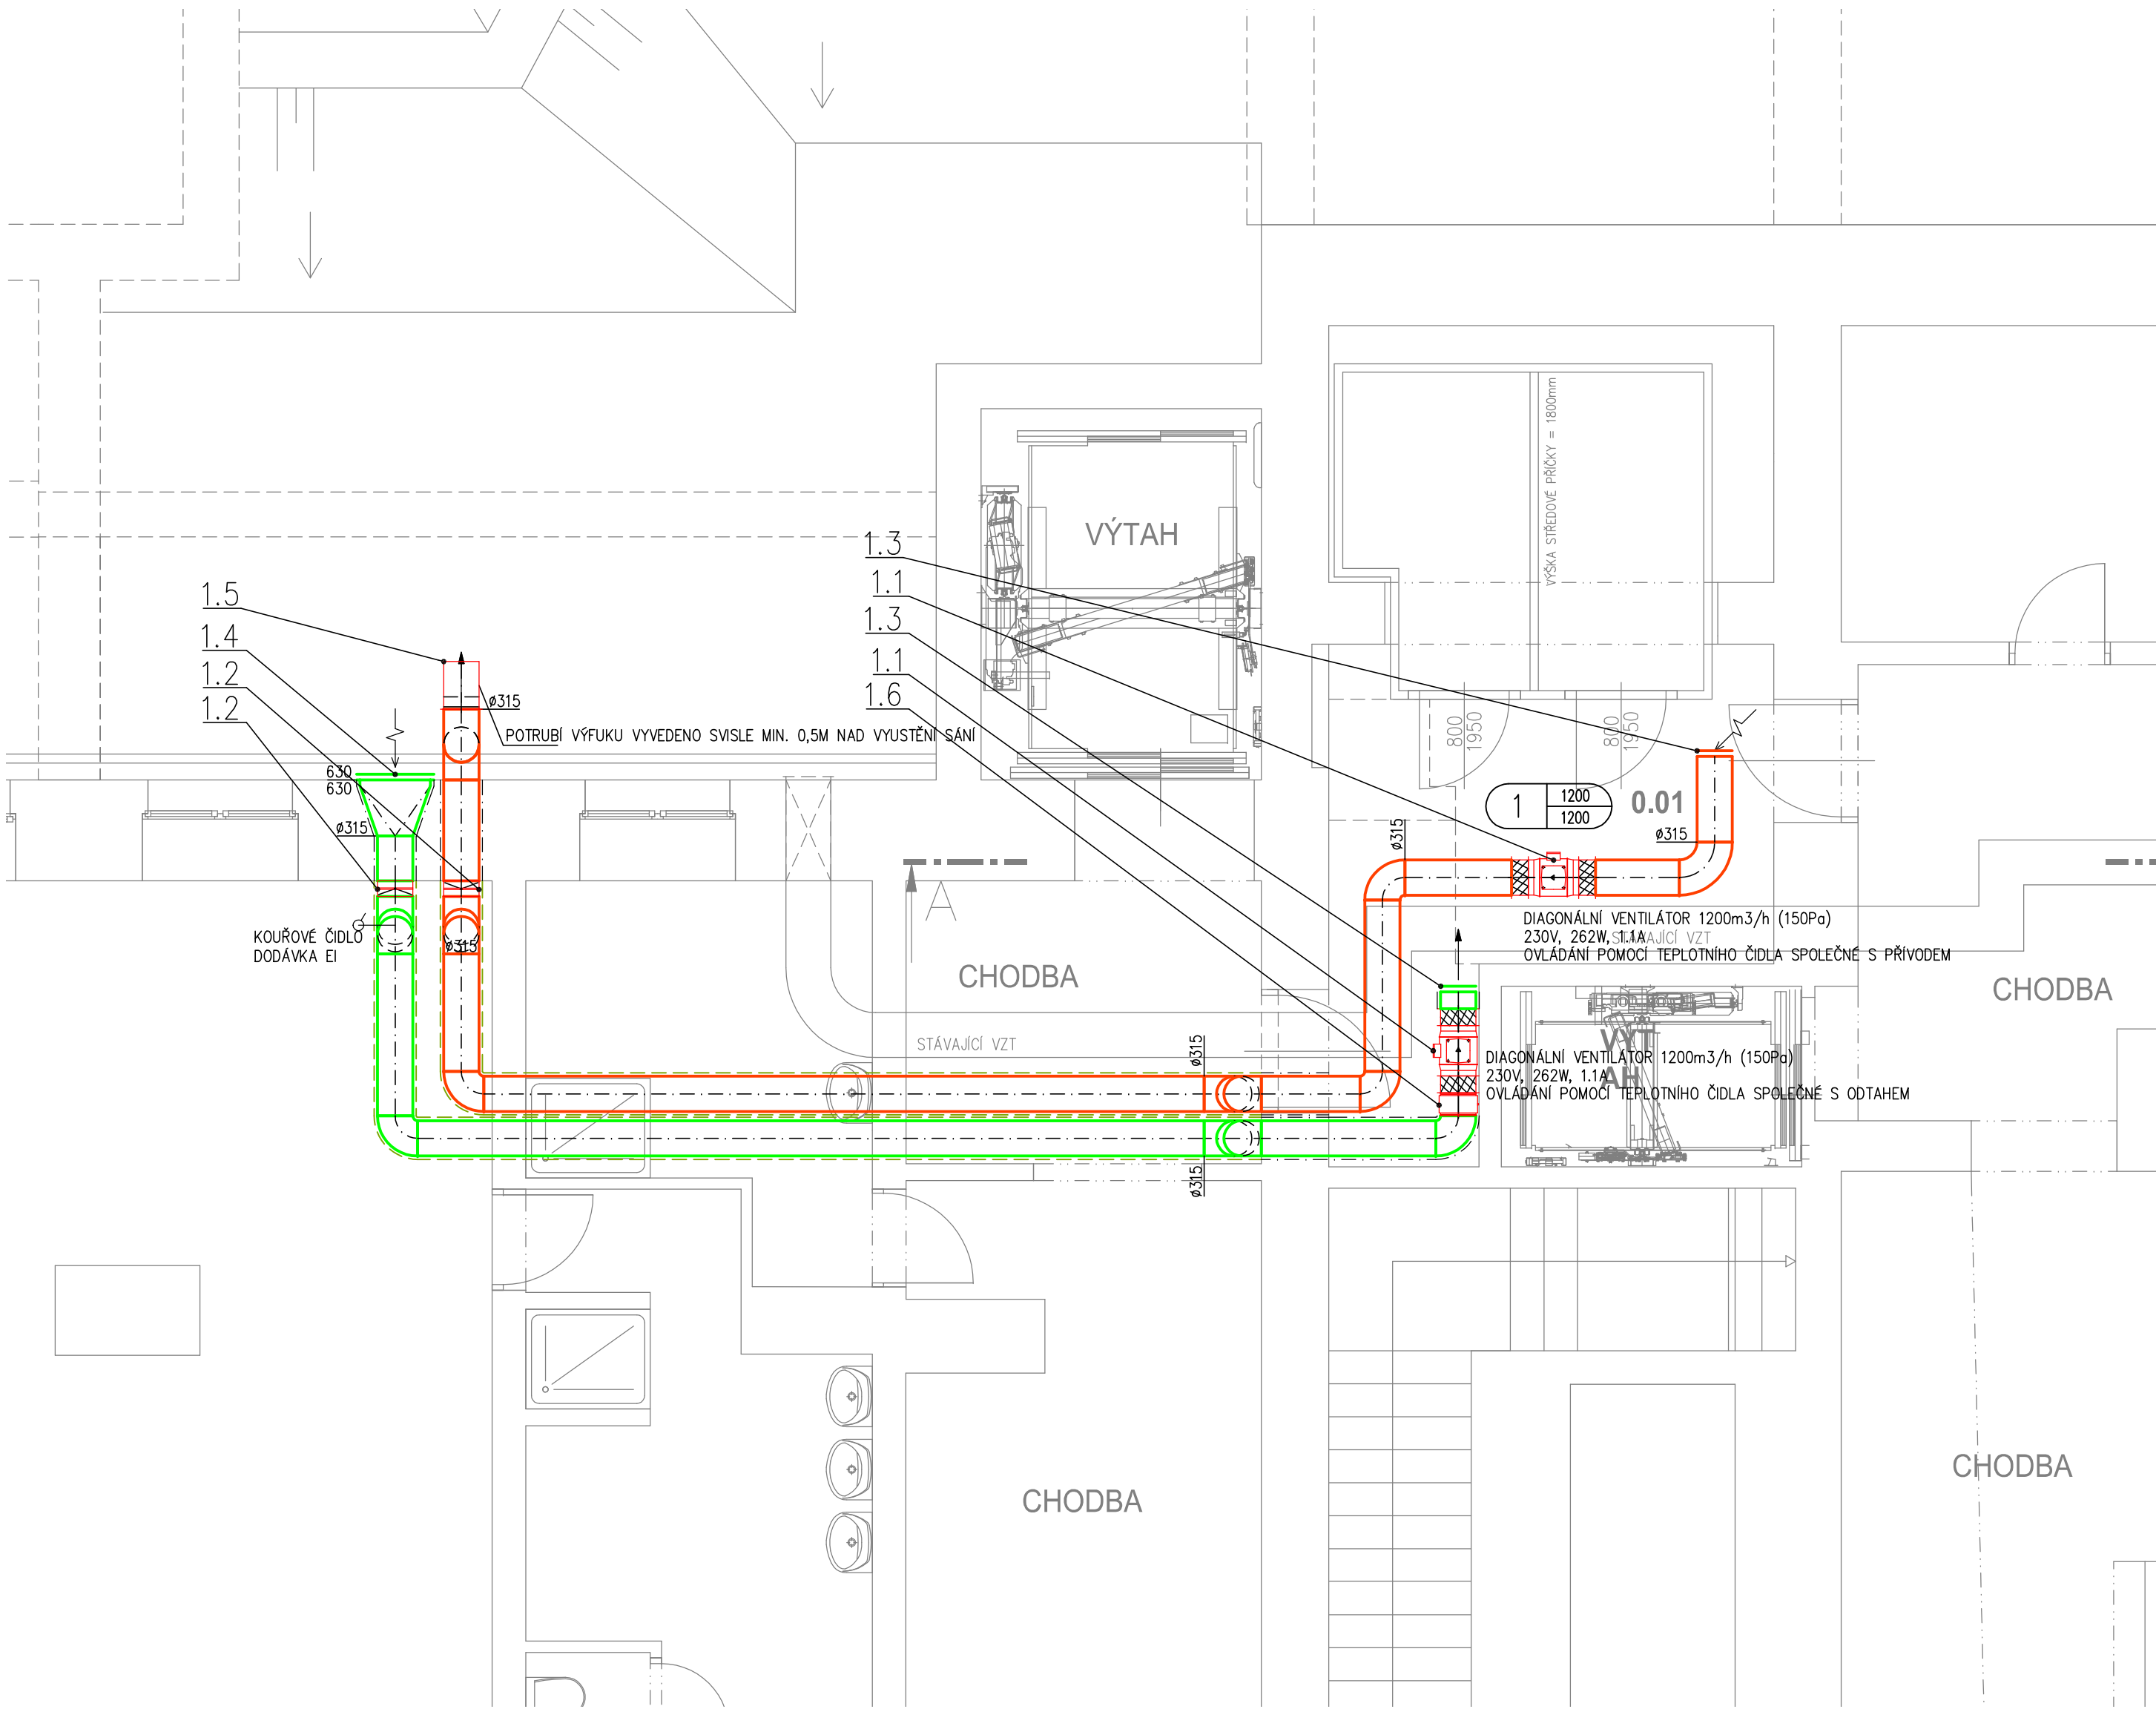 VÝTAH
VÝŠKA STŘEDOVÉ PŘÍČKY = 1800mm
1.3
1.1
1.3
1.1
1.6
1.5
1.4
1.2
1.2
ø315
POTRUBÍ VÝFUKU VYVEDENO SVISLE MIN. 0,5M NAD VYUSTĚNÍ SÁNÍ
630
630
ø315
800
1950
800
1950
1
1200
1200
0.01
ø315
ø315
A
KOUŘOVÉ ČIDLO
DODÁVKA EI
ø315
DIAGONÁLNÍ VENTILÁTOR 1200m3/h (150Pa)
230V, 262W, 1.1A
STÁVAJÍCÍ VZT
OVLÁDÁNÍ POMOCÍ TEPLOTNÍHO ČIDLA SPOLEČNÉ S PŘÍVODEM
CHODBA
CHODBA
STÁVAJÍCÍ VZT
ø315
VÝT
AH
DIAGONÁLNÍ VENTILÁTOR 1200m3/h (150Pa)
230V, 262W, 1.1A
OVLÁDÁNÍ POMOCÍ TEPLOTNÍHO ČIDLA SPOLEČNÉ S ODTAHEM
ø315
CHODBA
CHODBA